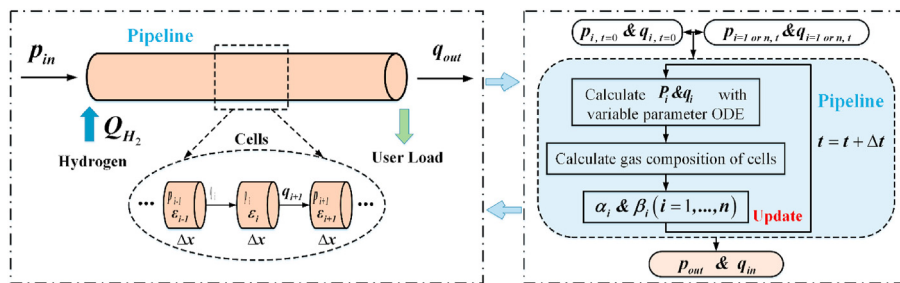 Pipeline
p_in
q_out
Q_H2
Hydrogen
User Load
Cells
... p_i-1 q_i+1 p_i+1 ...
ε_i-1 ε_i ε_i+1
Δx Δx Δx
p_i, t=0 & q_i, t=0
p_i=1 or n, t & q_i=1 or n, t
Calculate P_i & q_i with
variable parameter ODE
Pipeline
t = t + Δt
Calculate gas composition of cells
α_i & β_i (i = 1,...,n)
Update
p_out & q_in